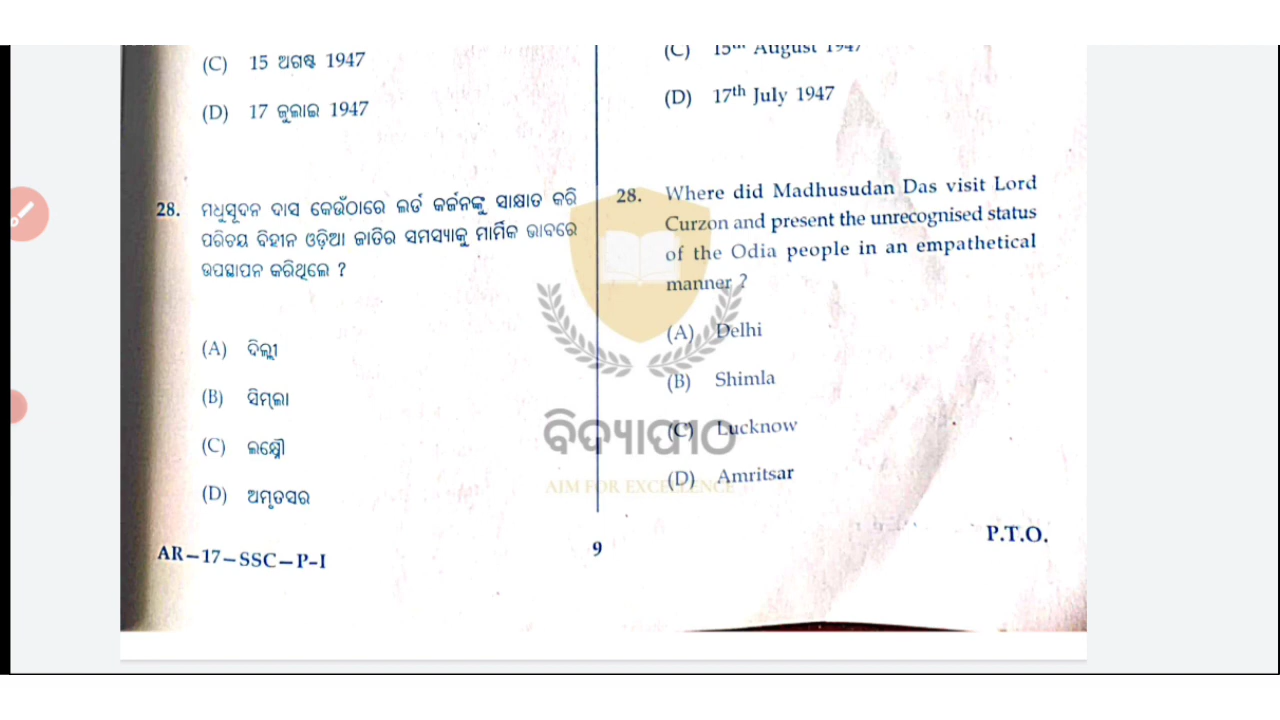 (C) 15 ଅଗଷ୍ଟ 1947
(D) 17 ଜୁଲାଇ 1947
28. ମଧୁସୂଦନ ଦାସ କେଉଁଠାରେ ଲର୍ଡ କର୍ଜନଙ୍କୁ ସାକ୍ଷାତ କରି
ପରିଚୟ ବିହୀନ ଓଡ଼ିଆ ଜାତିର ସମସ୍ୟାକୁ ମାର୍ମିକ ଭାବରେ
ଉପସ୍ଥାପନ କରିଥିଲେ ?
(A) ଦିଲ୍ଲୀ
(B) ସିମ୍‌ଲା
(C) ଲକ୍ଷ୍ନୌ
(D) ଅମୃତସର
(C) 15th August 1947
(D) 17th July 1947
28. Where did Madhusudan Das visit Lord
Curzon and present the unrecognised status
of the Odia people in an empathetical
manner ?
(A) Delhi
(B) Shimla
(C) Lucknow
(D) Amritsar
ବିଦ୍ୟାପୀଠ
AIM FOR EXCELLENCE
AR–17–SSC–P–I
9
P.T.O.